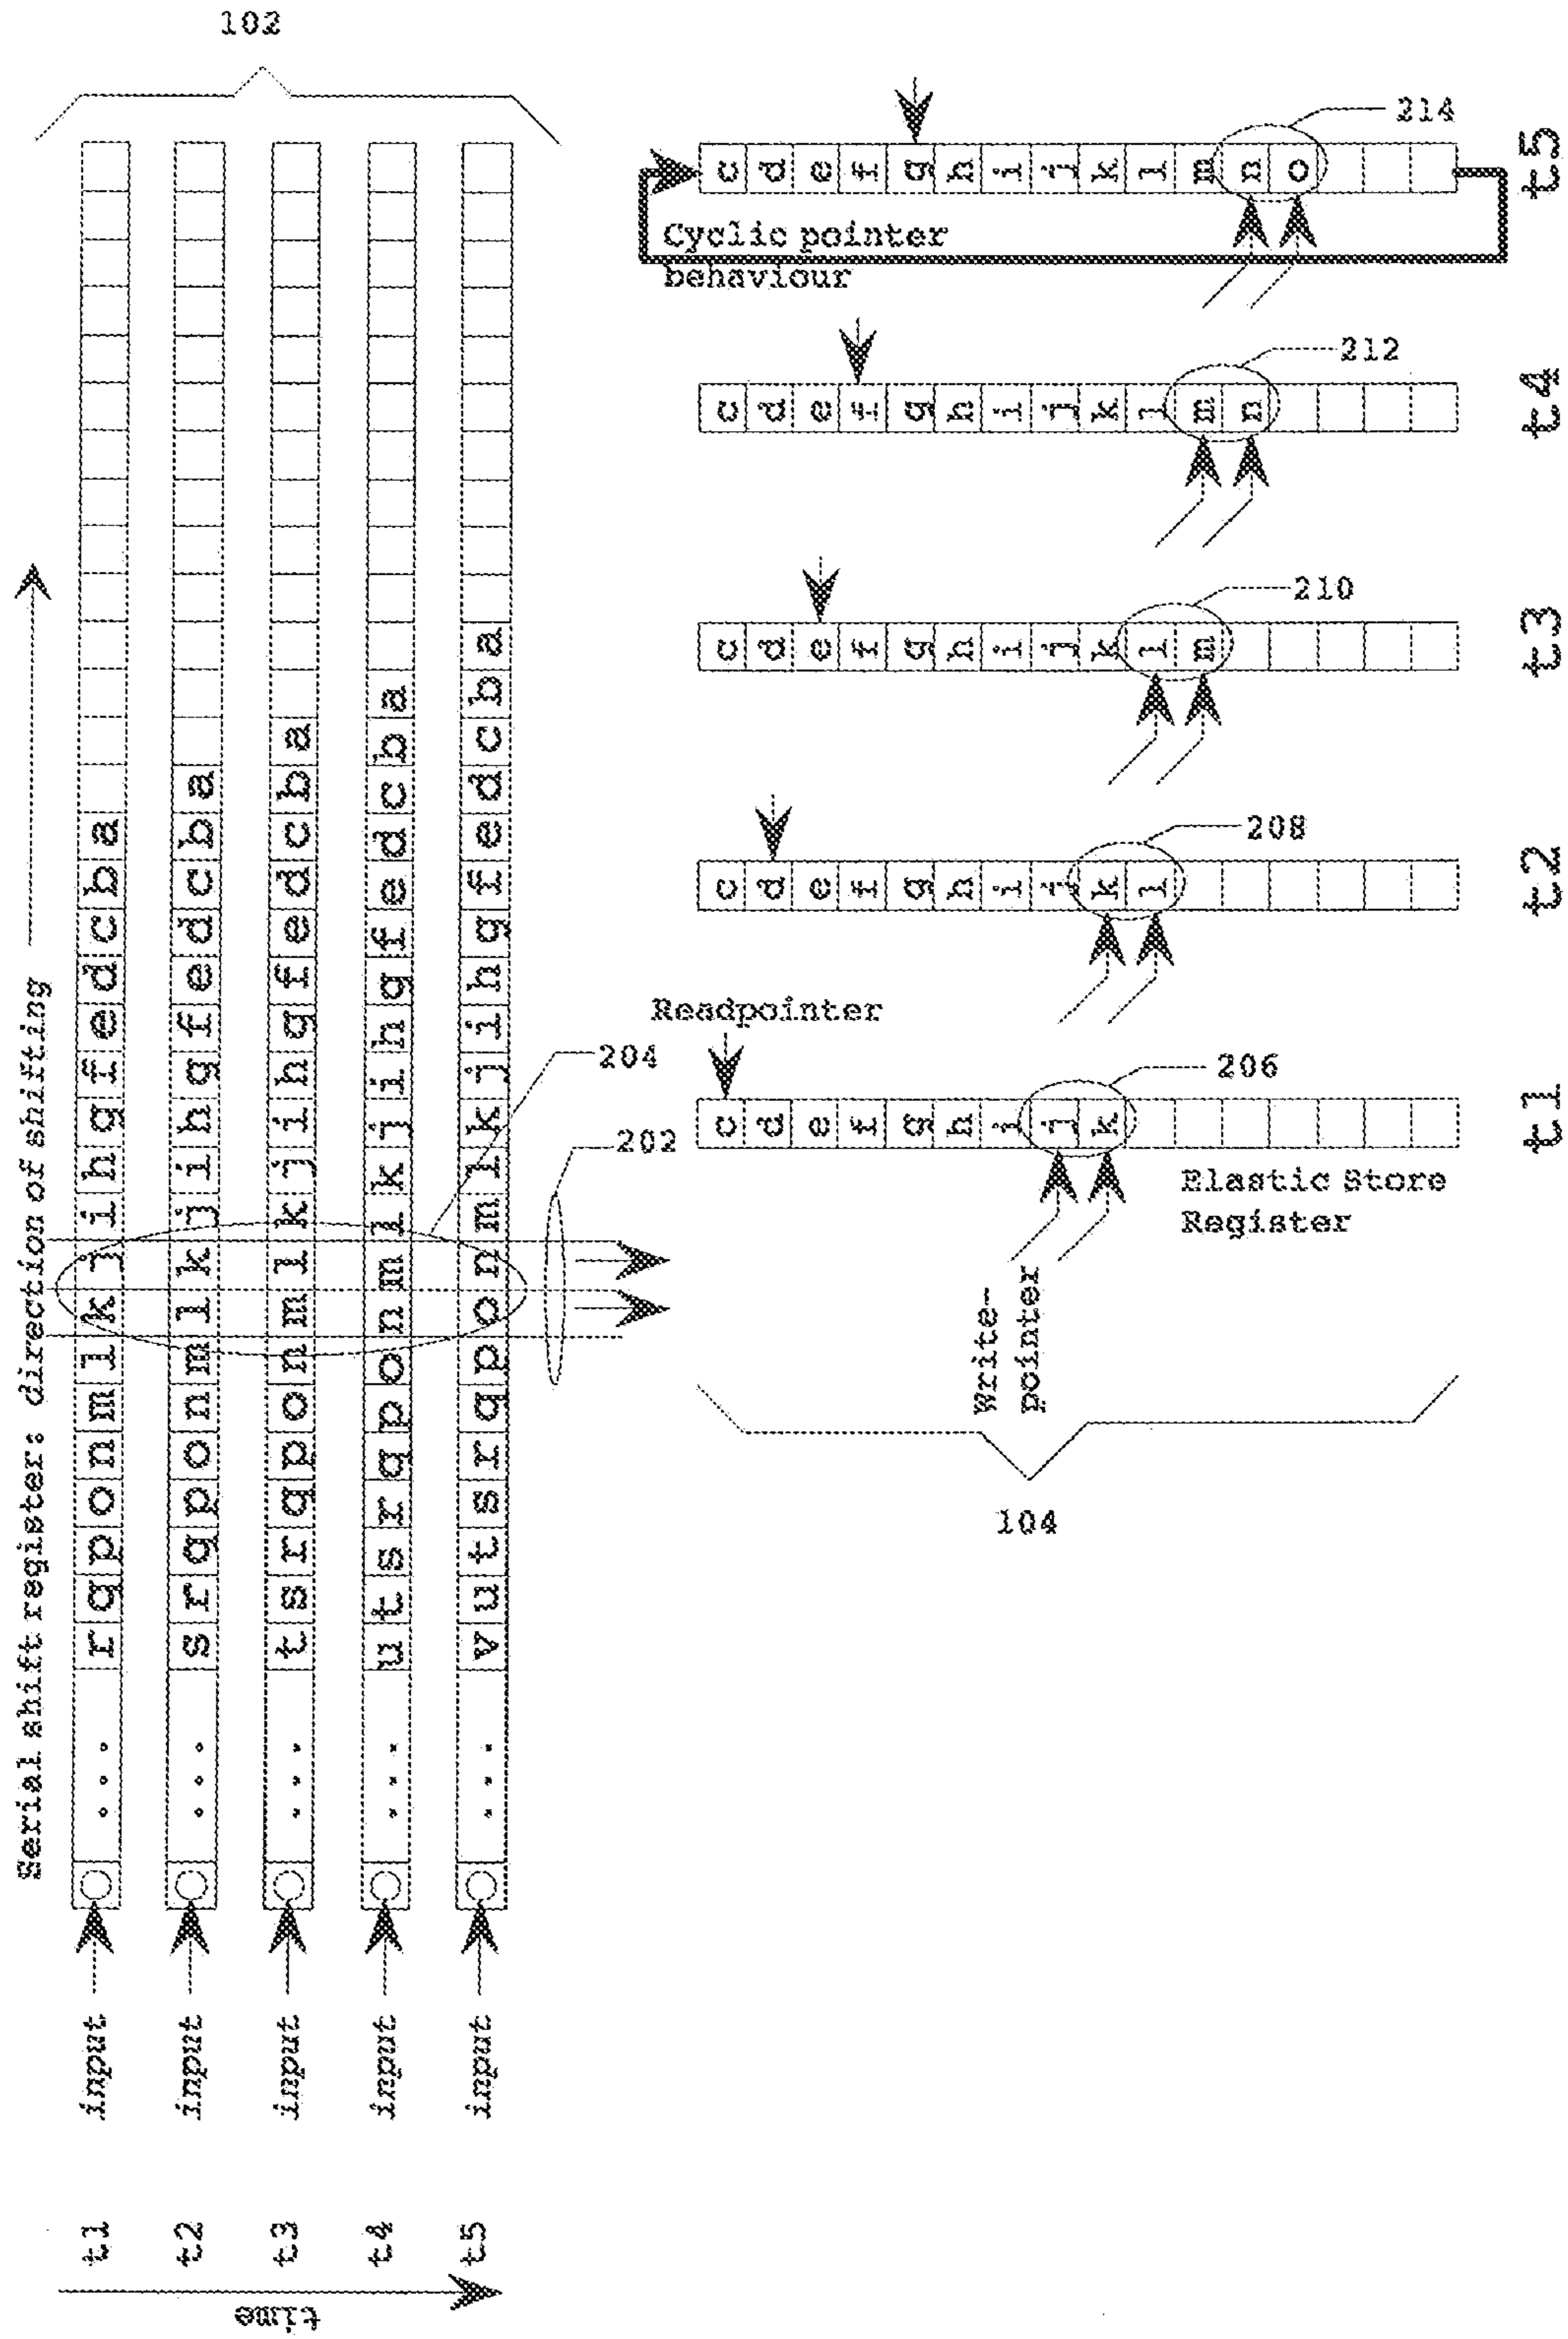 102
Serial shift register: direction of shifting
t1 input ... r q p o n m l k j i h g f e d c b a
t2 input ... s r q p o n m l k j i h g f e d c b a
t3 input ... t s r q p o n m l k j i h g f e d c b a
t4 input ... u t s r q p o n m l k j i h g f e d c b a
t5 input ... v u t s r q p o n m l k j i h g f e d c b a
time
204
202
Readpointer
Write-
pointer
104
Elastic Store
Register
c d e f g h i j k
206
t1
c d e f g h i j k l
208
t2
c d e f g h i j k l m
210
t3
c d e f g h i j k l m n
212
t4
Cyclic pointer
behaviour
c d e f g h i j k l m n o
214
t5